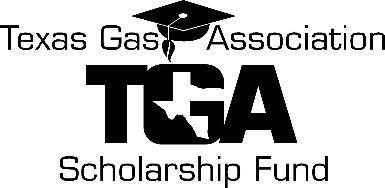 Texas Gas Association
TGA
Scholarship Fund